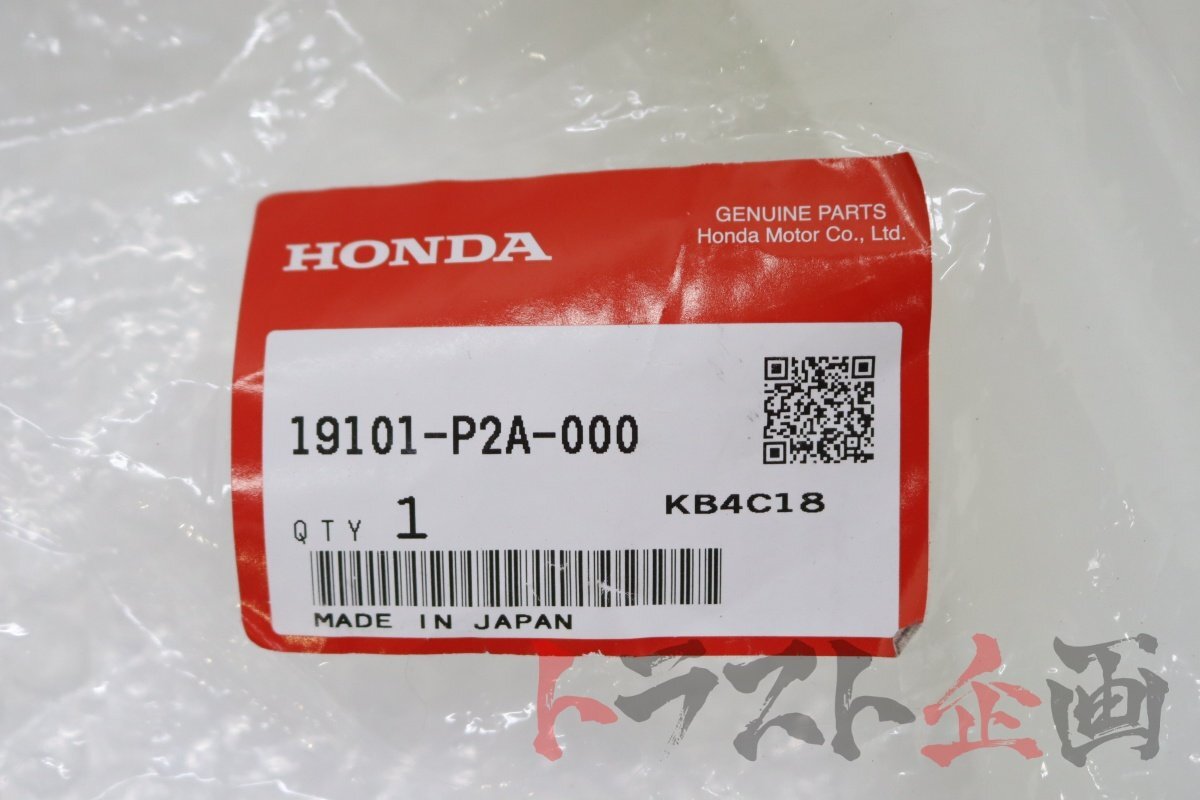 HONDA
GENUINE PARTS
Honda Motor Co., Ltd.
19101-P2A-000
QTY 1
KB4C18
MADE IN JAPAN
トラスト企画